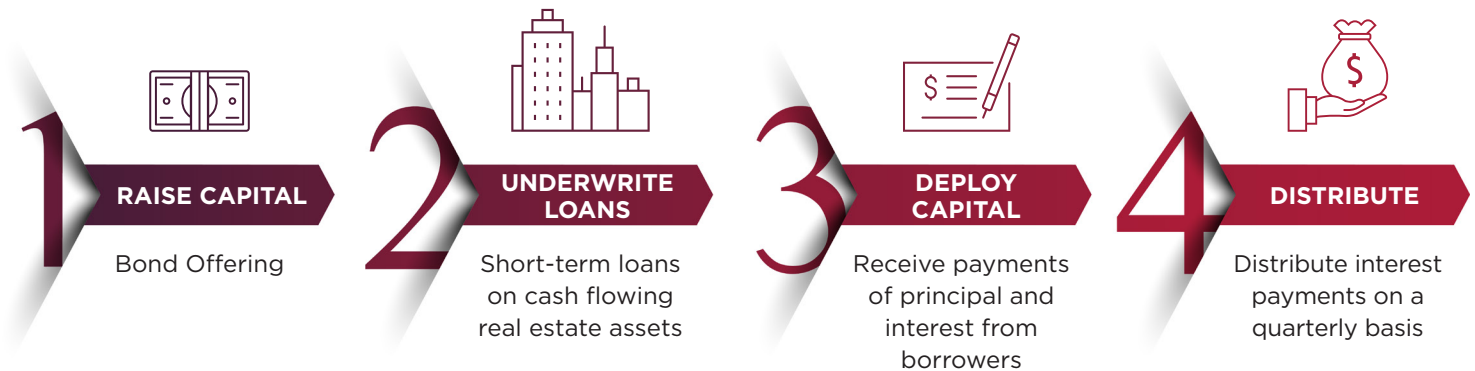 1
RAISE CAPITAL
Bond Offering
2
UNDERWRITE
LOANS
Short-term loans
on cash flowing
real estate assets
3
$
DEPLOY
CAPITAL
Receive payments
of principal and
interest from
borrowers
4
$
DISTRIBUTE
Distribute interest
payments on a
quarterly basis